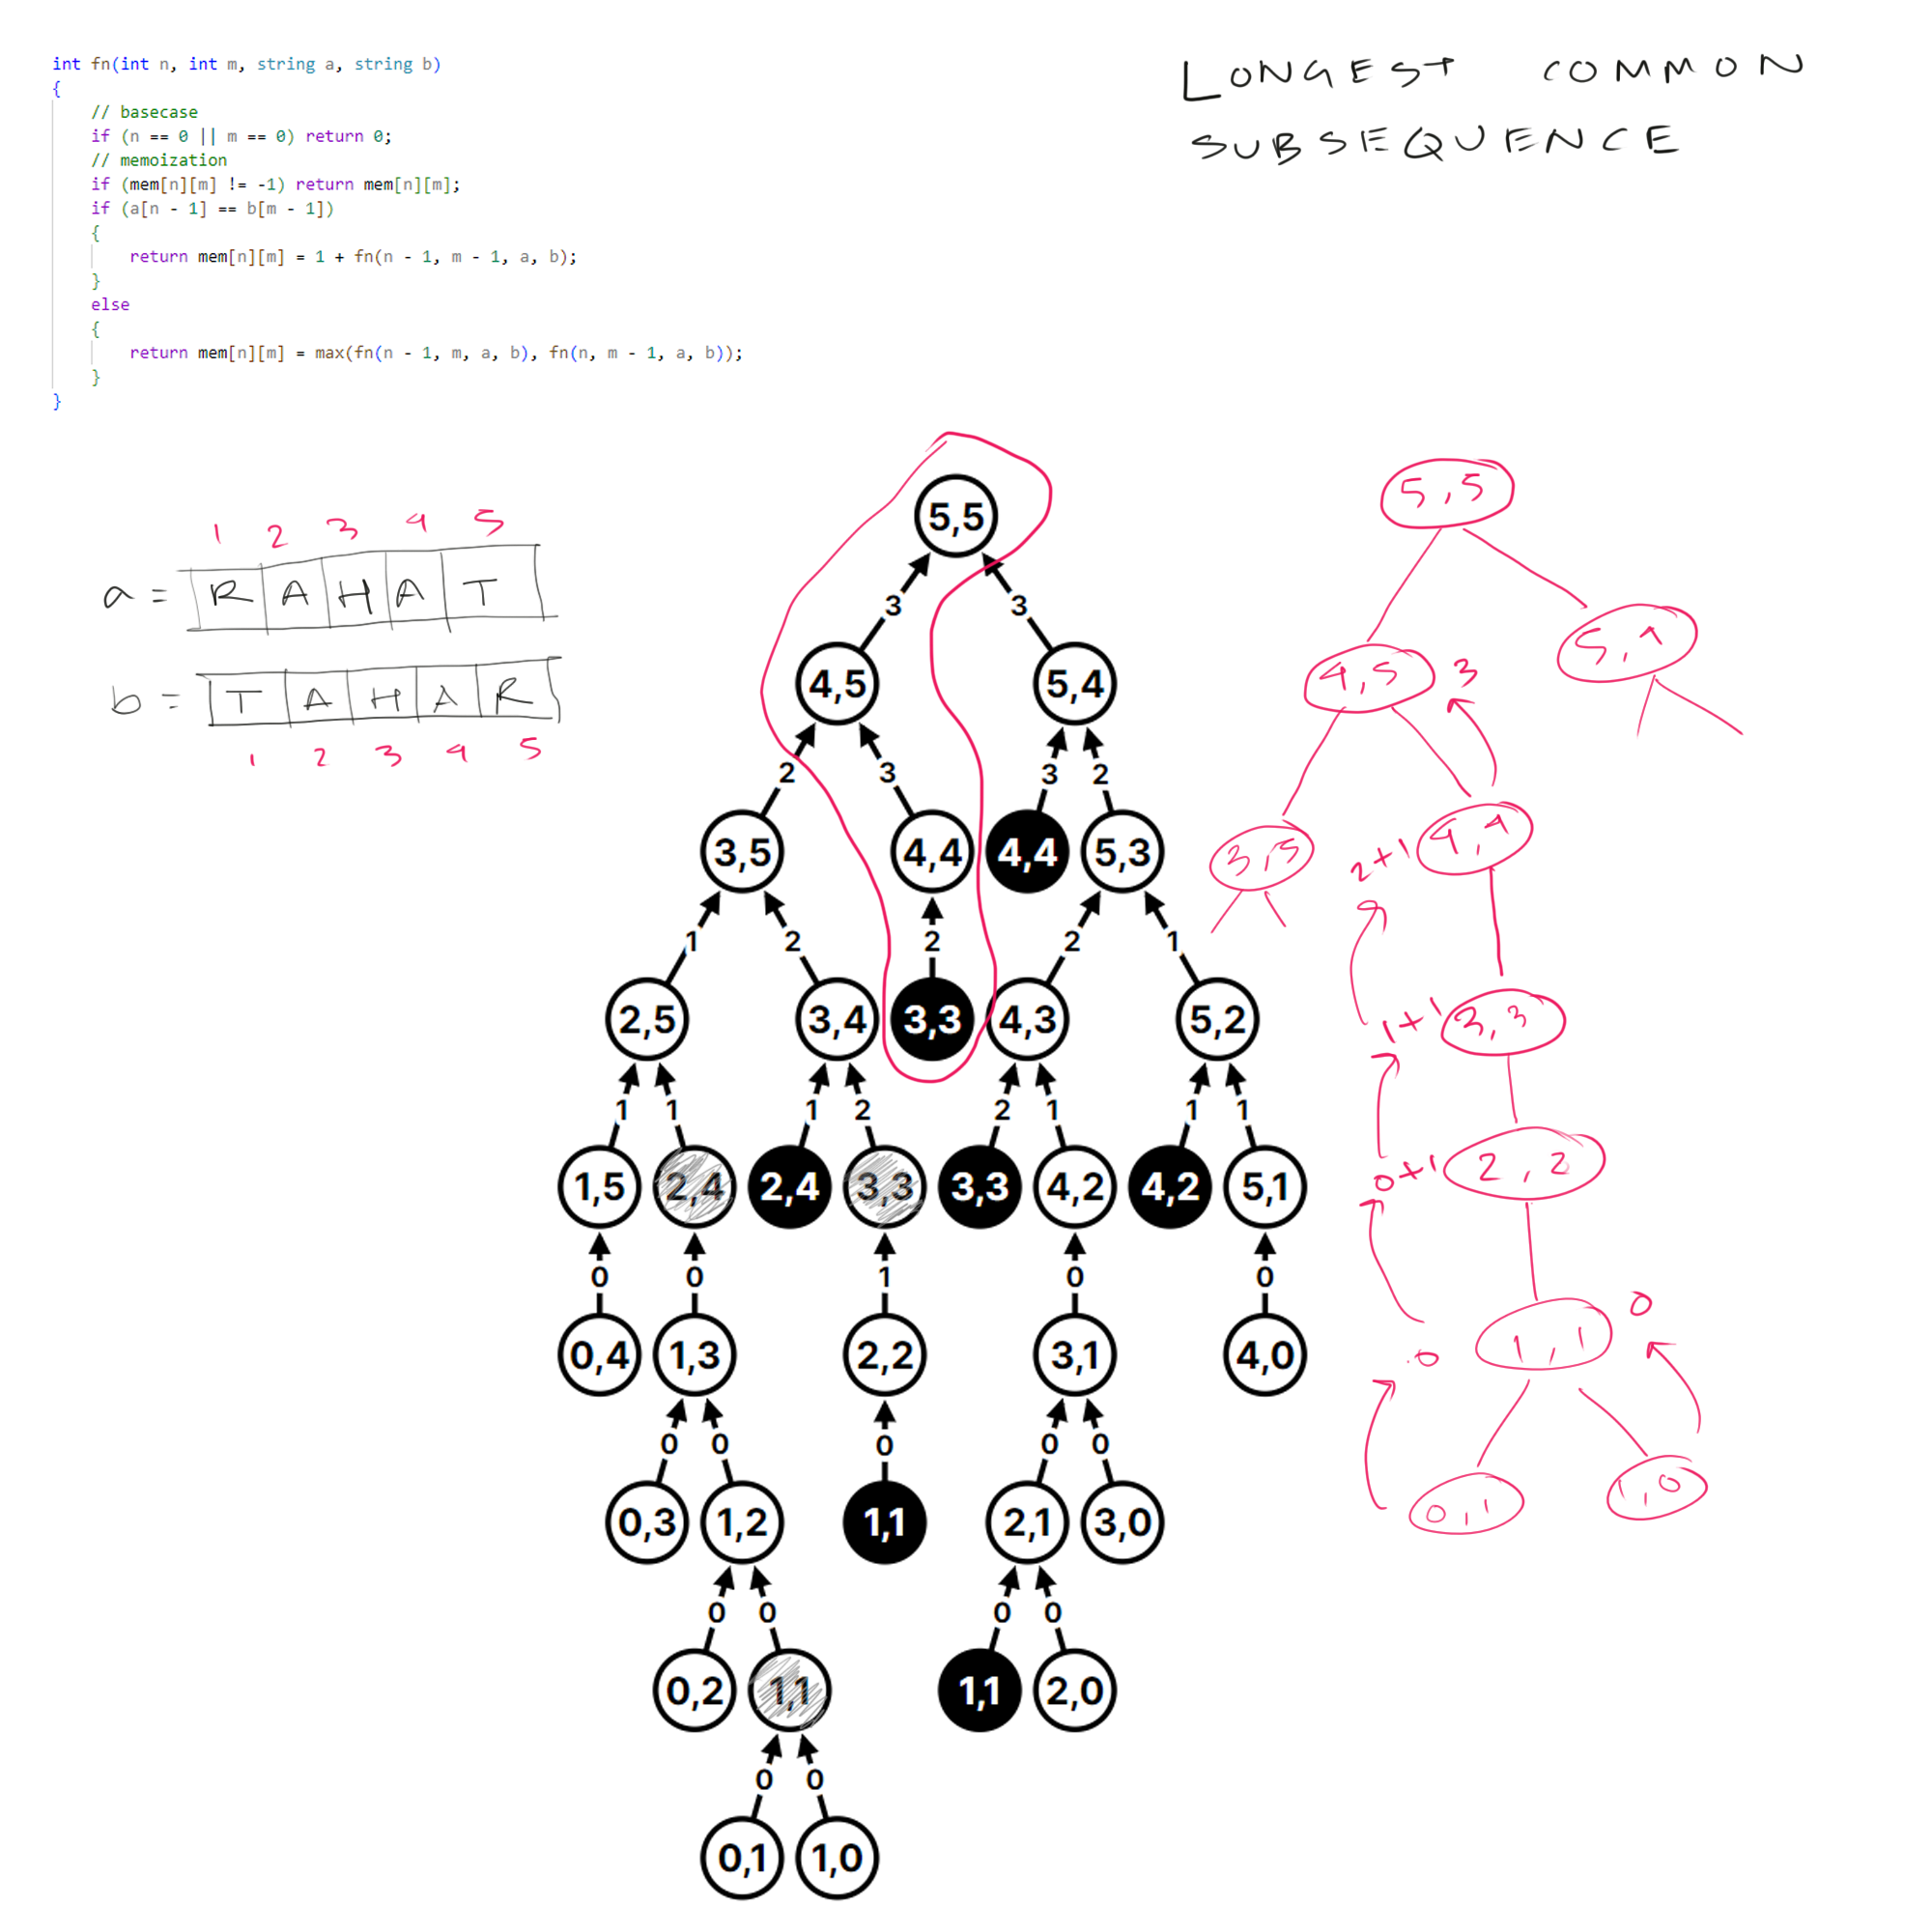 int fn(int n, int m, string a, string b)
{
// basecase
if (n == 0 || m == 0) return 0;
// memoization
if (mem[n][m] != -1) return mem[n][m];
if (a[n - 1] == b[m - 1])
{
return mem[n][m] = 1 + fn(n - 1, m - 1, a, b);
}
else
{
return mem[n][m] = max(fn(n - 1, m, a, b), fn(n, m - 1, a, b));
}
}
LONGEST COMMON
SUBSEQUENCE
1 2 3 4 5
a = R A H A T
b = T A H A R
1 2 3 4 5
5,5
3 3
4,5 5,4
2 3 3 2
3,5 4,4 4,4 5,3
1 2 2 2 1
2,5 3,4 3,3 4,3 5,2
1 1 1 2 2 1 1 1
1,5 2,4 2,4 3,3 3,3 4,2 4,2 5,1
0 0 1 0 0
0,4 1,3 2,2 3,1 4,0
0 0 0 0 0
0,3 1,2 1,1 2,1 3,0
0 0 0 0
0,2 1,1 1,1 2,0
0 0
0,1 1,0
5,5
4,5 3 5,4
3,5 2+1 4,4
1+1 3,3
0+1 2,2
0 1,1 0
0,1 1,0